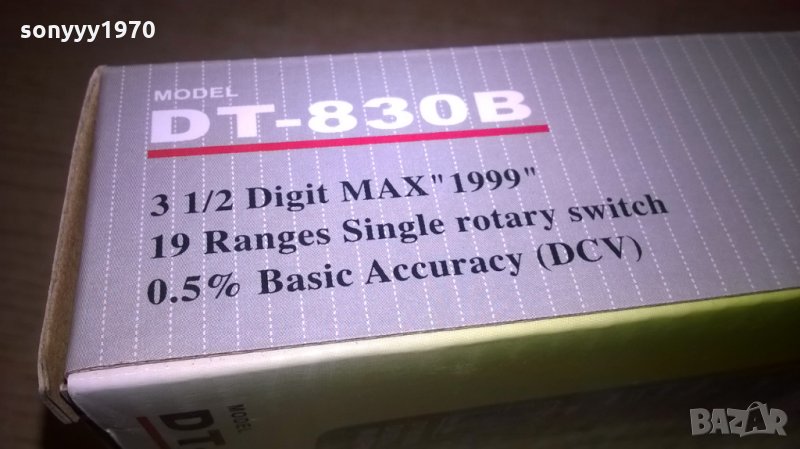 sonyyy1970
MODEL
DT-830B
3 1/2 Digit MAX"1999"
19 Ranges Single rotary switch
0.5% Basic Accuracy (DCV)
MODEL
DT
BAZAR